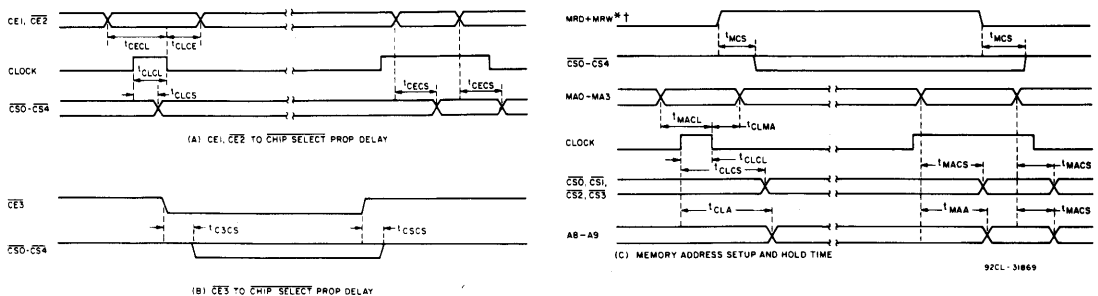 CE1, CE2
tCECL
tCLCE
CLOCK
tCLCL
tCECS
tCECS
tCLCS
CS0-CS4
(A) CE1, CE2 TO CHIP SELECT PROP DELAY
CE3
tC3CS
tCSCS
CS0-CS4
(B) CE3 TO CHIP SELECT PROP DELAY
MRD+MRW*†
tMCS
tMCS
CS0-CS4
MA0-MA3
tMACL
tCLMA
CLOCK
tCLCL
tCLCS
tMACS
tMACS
CS0, CS1,
CS2, CS3
tCLA
tMAA
tMACS
A8-A9
(C) MEMORY ADDRESS SETUP AND HOLD TIME
92CL-31869